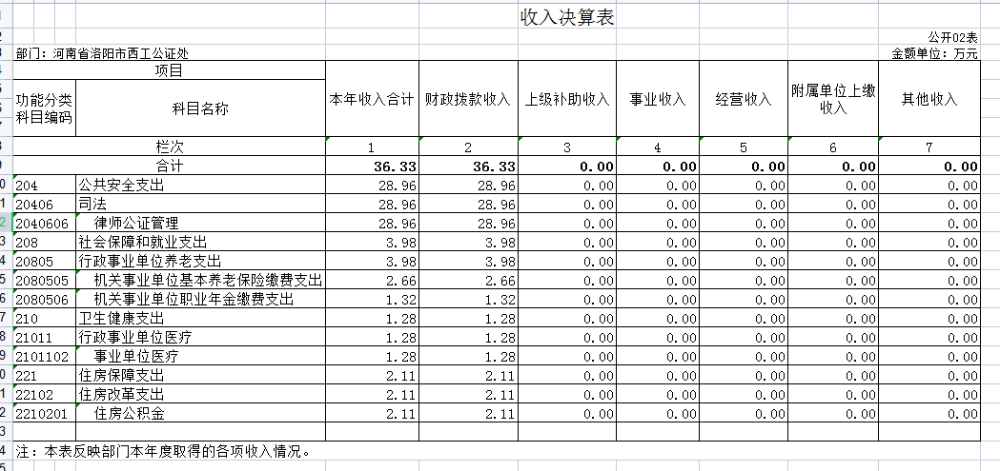 收入决算表
公开02表
部门：河南省洛阳市西工公证处 金额单位：万元
项目
功能分类科目编码 科目名称 本年收入合计 财政拨款收入 上级补助收入 事业收入 经营收入 附属单位上缴收入 其他收入
栏次 1 2 3 4 5 6 7
合计 36.33 36.33 0.00 0.00 0.00 0.00 0.00
204 公共安全支出 28.96 28.96 0.00 0.00 0.00 0.00 0.00
20406 司法 28.96 28.96 0.00 0.00 0.00 0.00 0.00
2040606 律师公证管理 28.96 28.96 0.00 0.00 0.00 0.00 0.00
208 社会保障和就业支出 3.98 3.98 0.00 0.00 0.00 0.00 0.00
20805 行政事业单位养老支出 3.98 3.98 0.00 0.00 0.00 0.00 0.00
2080505 机关事业单位基本养老保险缴费支出 2.66 2.66 0.00 0.00 0.00 0.00 0.00
2080506 机关事业单位职业年金缴费支出 1.32 1.32 0.00 0.00 0.00 0.00 0.00
210 卫生健康支出 1.28 1.28 0.00 0.00 0.00 0.00 0.00
21011 行政事业单位医疗 1.28 1.28 0.00 0.00 0.00 0.00 0.00
2101102 事业单位医疗 1.28 1.28 0.00 0.00 0.00 0.00 0.00
221 住房保障支出 2.11 2.11 0.00 0.00 0.00 0.00 0.00
22102 住房改革支出 2.11 2.11 0.00 0.00 0.00 0.00 0.00
2210201 住房公积金 2.11 2.11 0.00 0.00 0.00 0.00 0.00
注：本表反映部门本年度取得的各项收入情况。